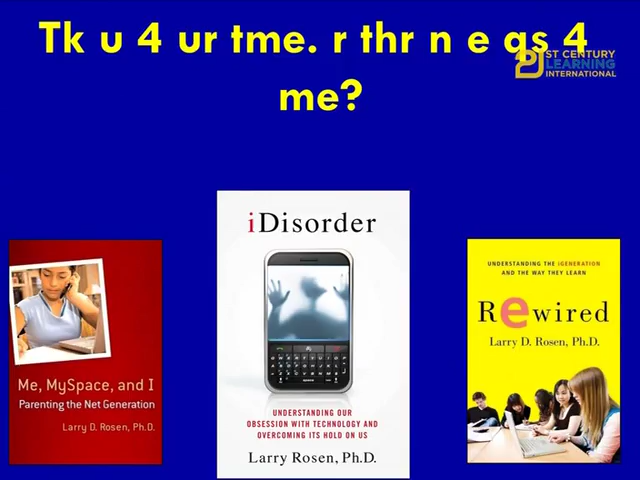 Tk u 4 ur tme. r thr n e qs 4
me?
21ST CENTURY
LEARNING
INTERNATIONAL
Me, MySpace, and I
Parenting the Net Generation
Larry D. Rosen, Ph.D.
iDisorder
UNDERSTANDING OUR
OBSESSION WITH TECHNOLOGY AND
OVERCOMING ITS HOLD ON US
Larry Rosen, Ph.D.
UNDERSTANDING THE iGENERATION
AND THE WAY THEY LEARN
Rewired
Larry D. Rosen, Ph.D.